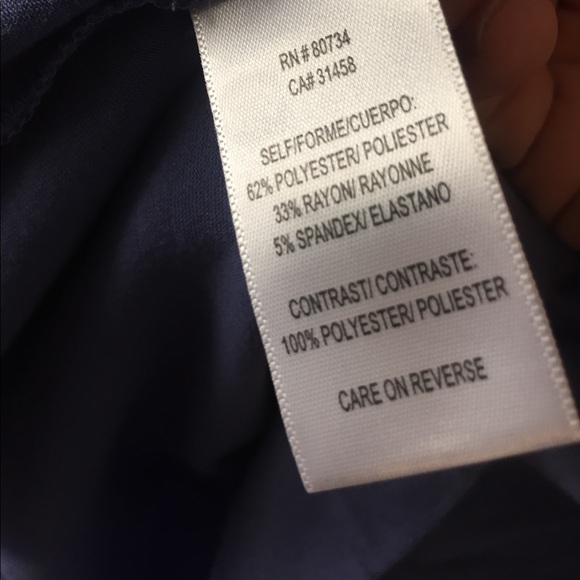 RN# 80734
CA# 31458
SELF/FORME/CUERPO:
62% POLYESTER/ POLIESTER
33% RAYON/ RAYONNE
5% SPANDEX/ ELASTANO
CONTRAST/ CONTRASTE:
100% POLYESTER/ POLIESTER
CARE ON REVERSE